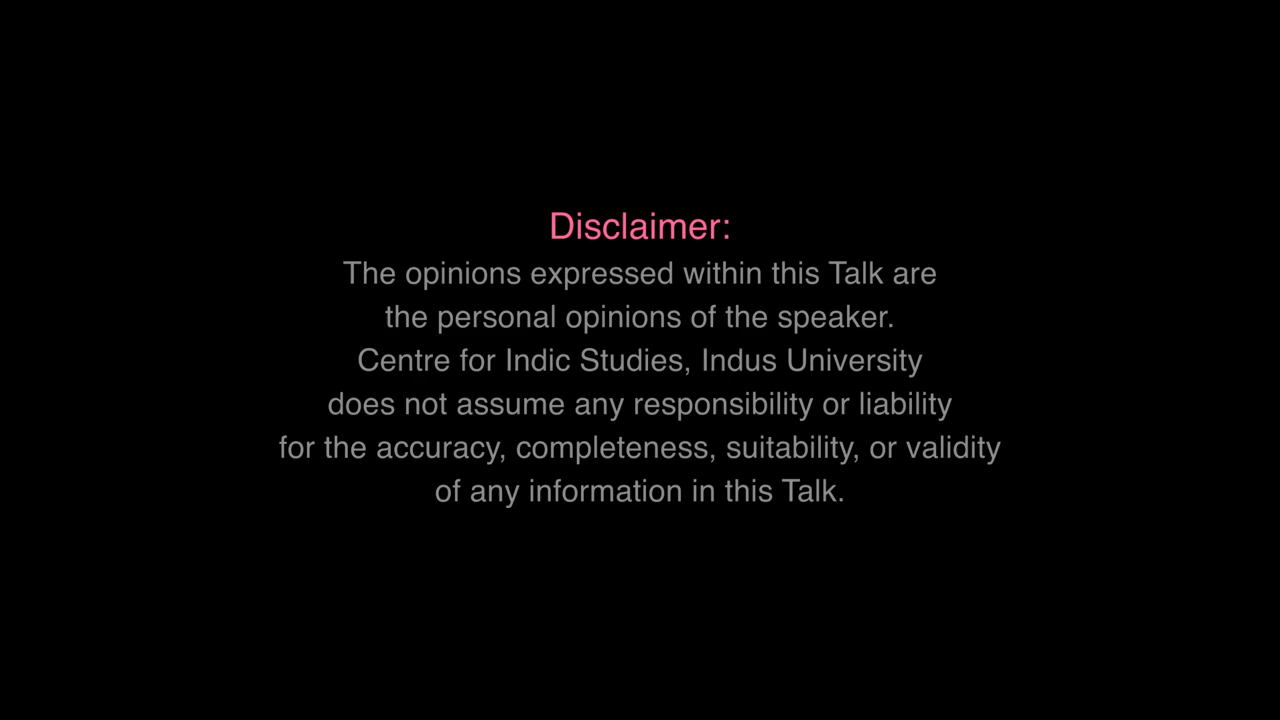 Disclaimer:
The opinions expressed within this Talk are
the personal opinions of the speaker.
Centre for Indic Studies, Indus University
does not assume any responsibility or liability
for the accuracy, completeness, suitability, or validity
of any information in this Talk.